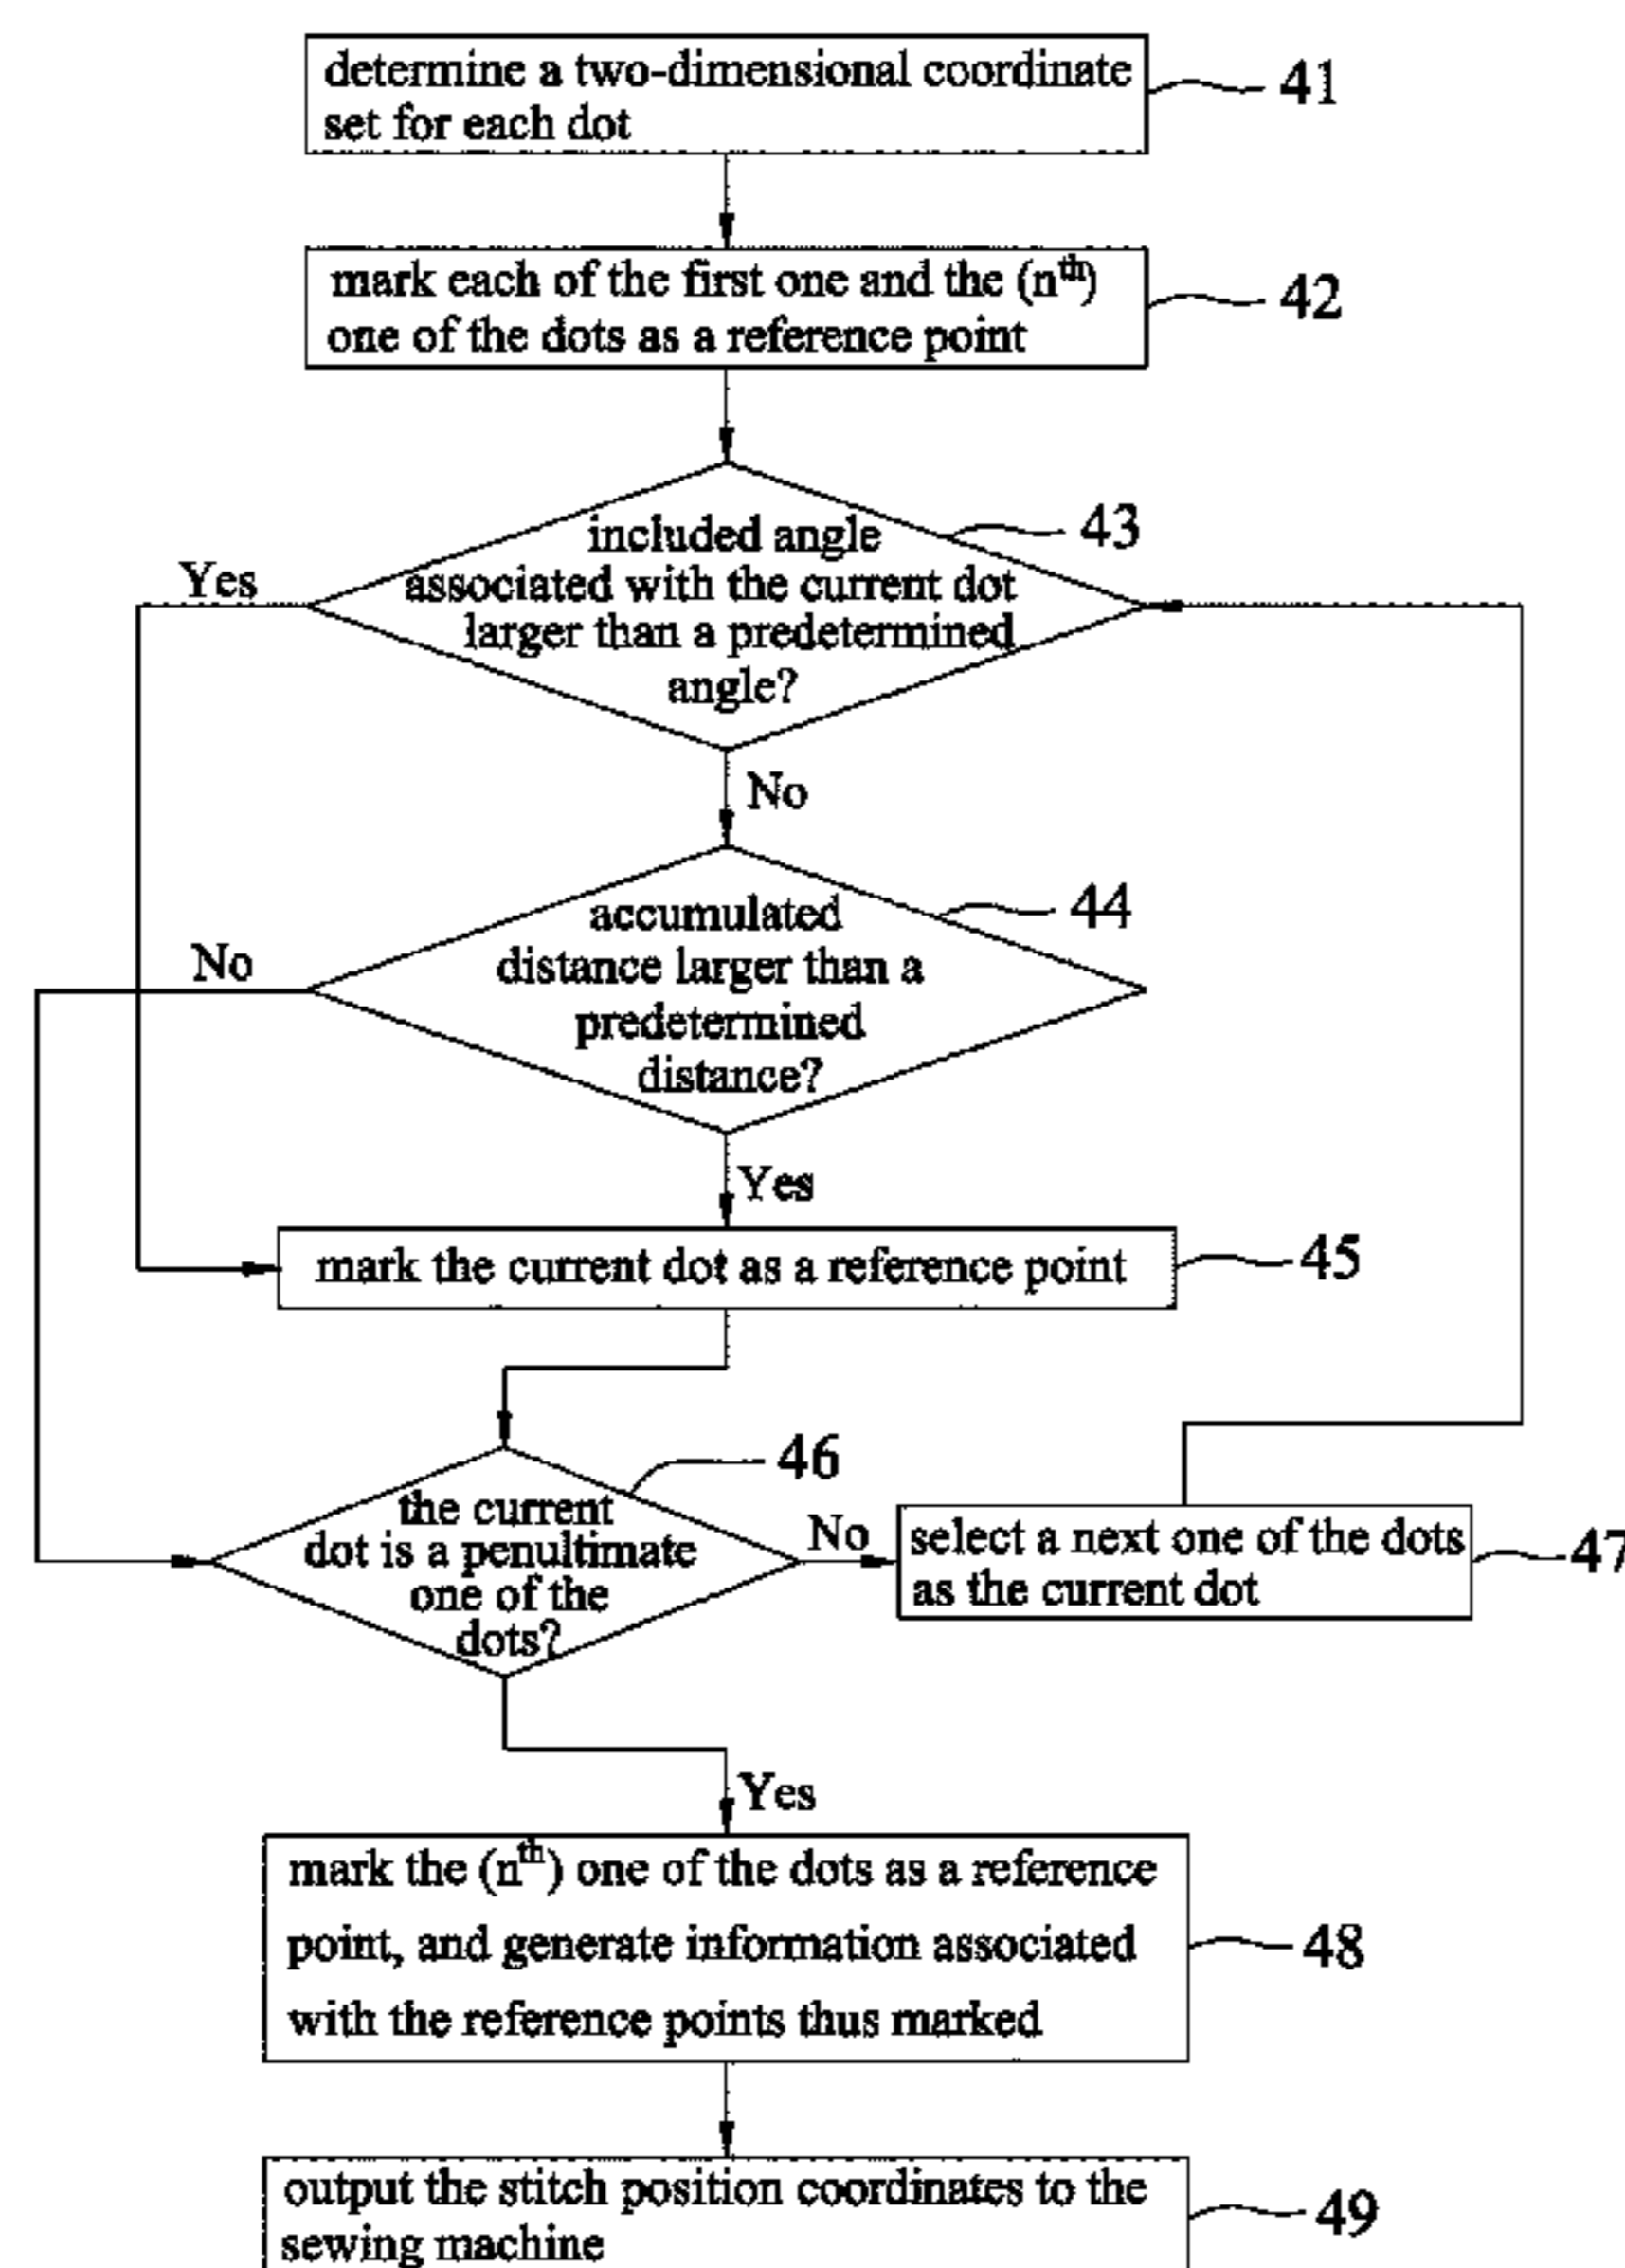 determine a two-dimensional coordinate
set for each dot
41
mark each of the first one and the (nth)
one of the dots as a reference point
42
included angle
associated with the current dot
larger than a predetermined
angle?
43
Yes
No
accumulated
distance larger than a
predetermined
distance?
44
No
Yes
mark the current dot as a reference point
45
the current
dot is a penultimate
one of the
dots?
46
No
select a next one of the dots
as the current dot
47
Yes
mark the (nth) one of the dots as a reference
point, and generate information associated
with the reference points thus marked
48
output the stitch position coordinates to the
sewing machine
49